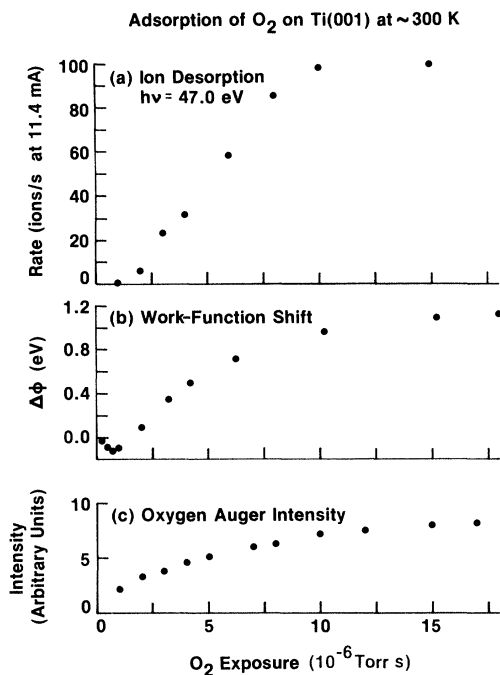 Adsorption of O2 on Ti(001) at ~300 K
(a) Ion Desorption
hν = 47.0 eV
Rate (ions/s at 11.4 mA)
100
80
60
40
20
0
(b) Work-Function Shift
Δϕ (eV)
1.2
0.8
0.4
0.0
(c) Oxygen Auger Intensity
Intensity
(Arbitrary Units)
10
5
0
0 5 10 15
O2 Exposure (10-6 Torr s)